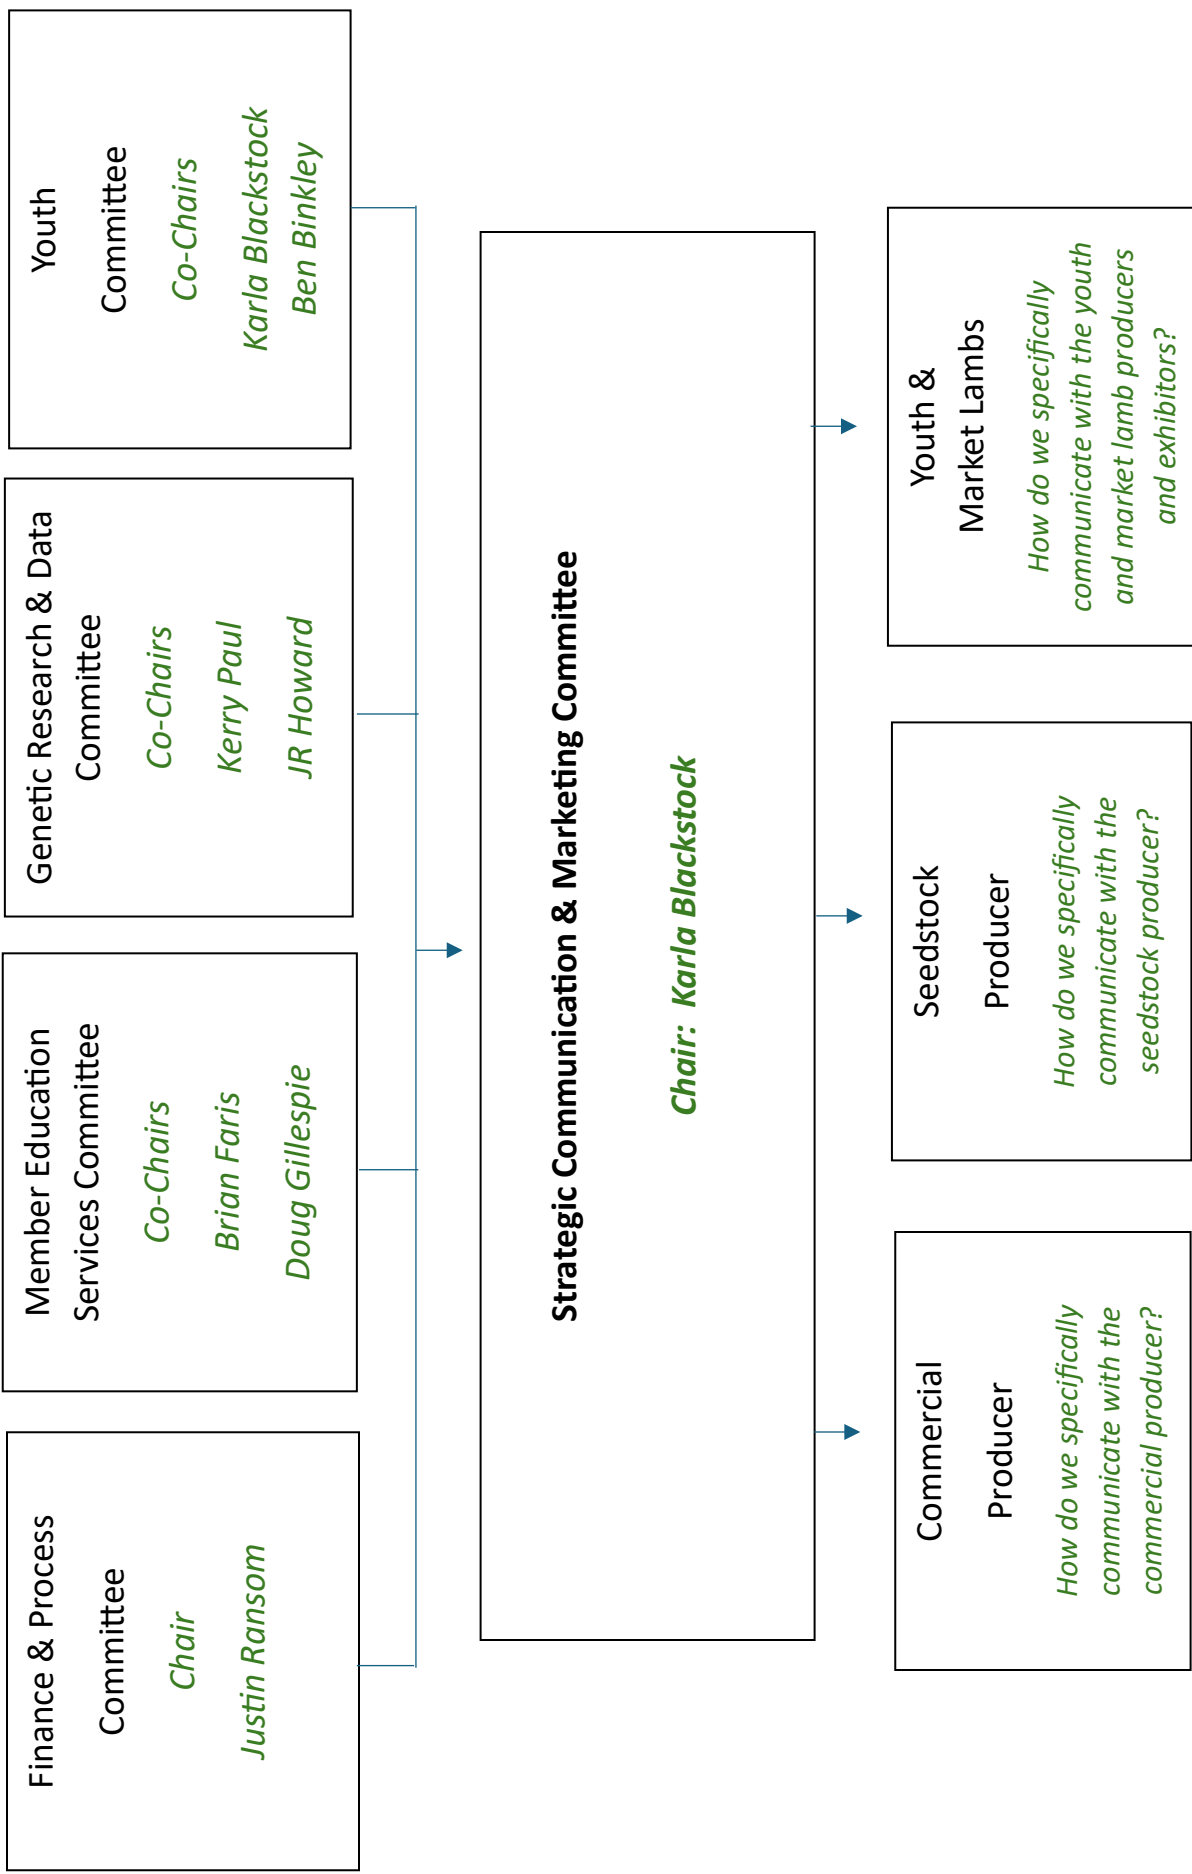 Finance & Process
Committee
Chair
Justin Ransom
Member Education
Services Committee
Co-Chairs
Brian Faris
Doug Gillespie
Genetic Research & Data
Committee
Co-Chairs
Kerry Paul
JR Howard
Youth
Committee
Co-Chairs
Karla Blackstock
Ben Binkley
Strategic Communication & Marketing Committee
Chair: Karla Blackstock
Commercial
Producer
How do we specifically
communicate with the
commercial producer?
Seedstock
Producer
How do we specifically
communicate with the
seedstock producer?
Youth &
Market Lambs
How do we specifically
communicate with the youth
and market lamb producers
and exhibitors?